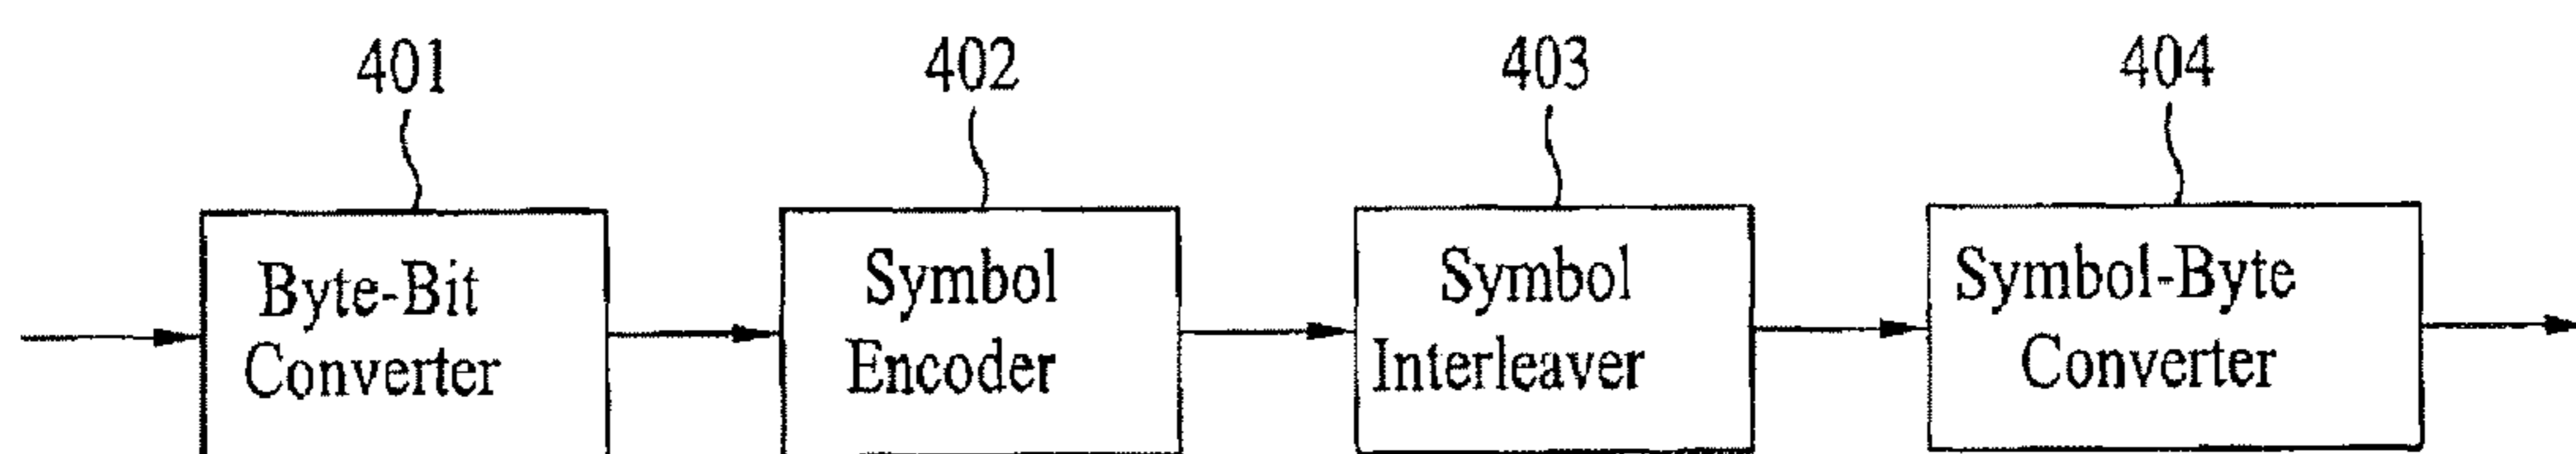 401 402 403 404
Byte-Bit Symbol Symbol Symbol-Byte
Converter Encoder Interleaver Converter